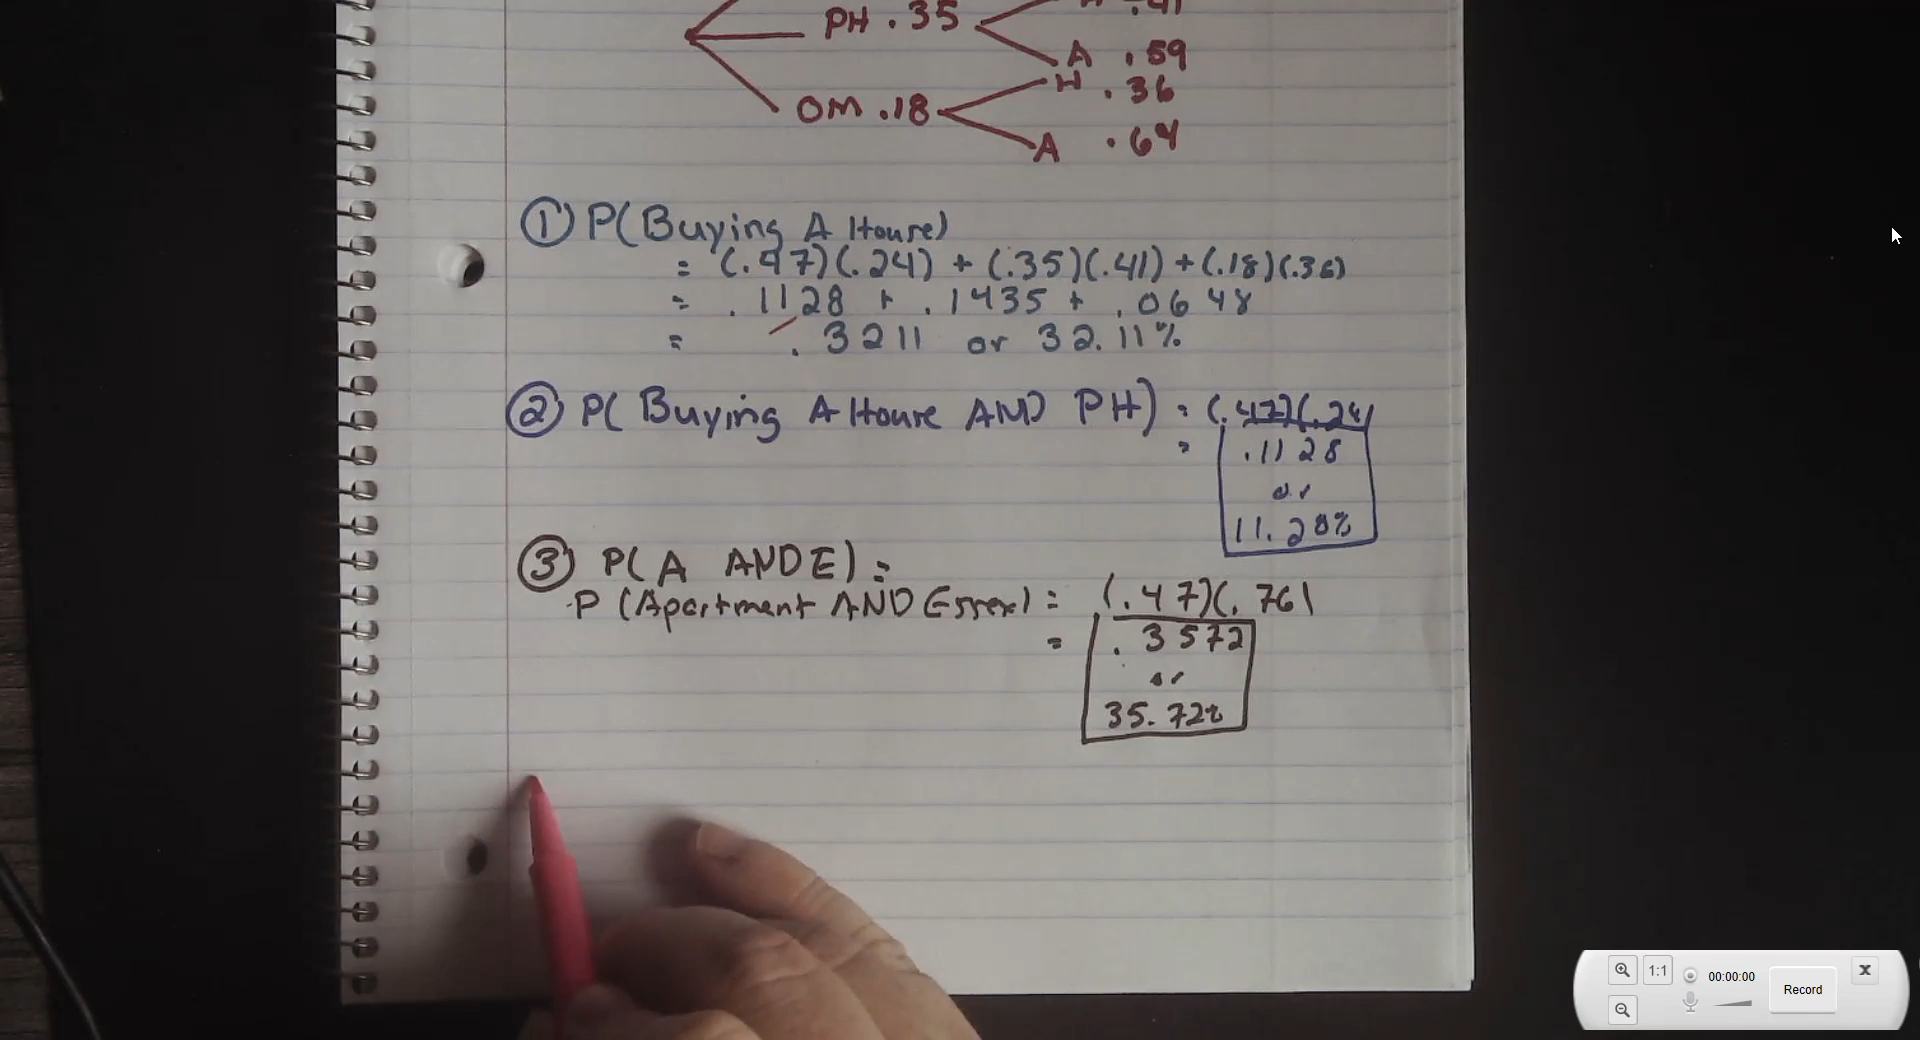 PH .35
H .41
A .59
OM .18
H .36
A .64
① P(Buying A House)
= (.47)(.24) + (.35)(.41) + (.18)(.36)
= .1128 + .1435 + .0648
= .3211 or 32.11%
② P(Buying A House AND PH) = (.47)(.24)
= .1128
or
11.28%
③ P(A AND E) =
P(Apartment AND Essex) = (.47)(.76)
= .3572
or
35.72%
1:1
00:00:00
Record
x